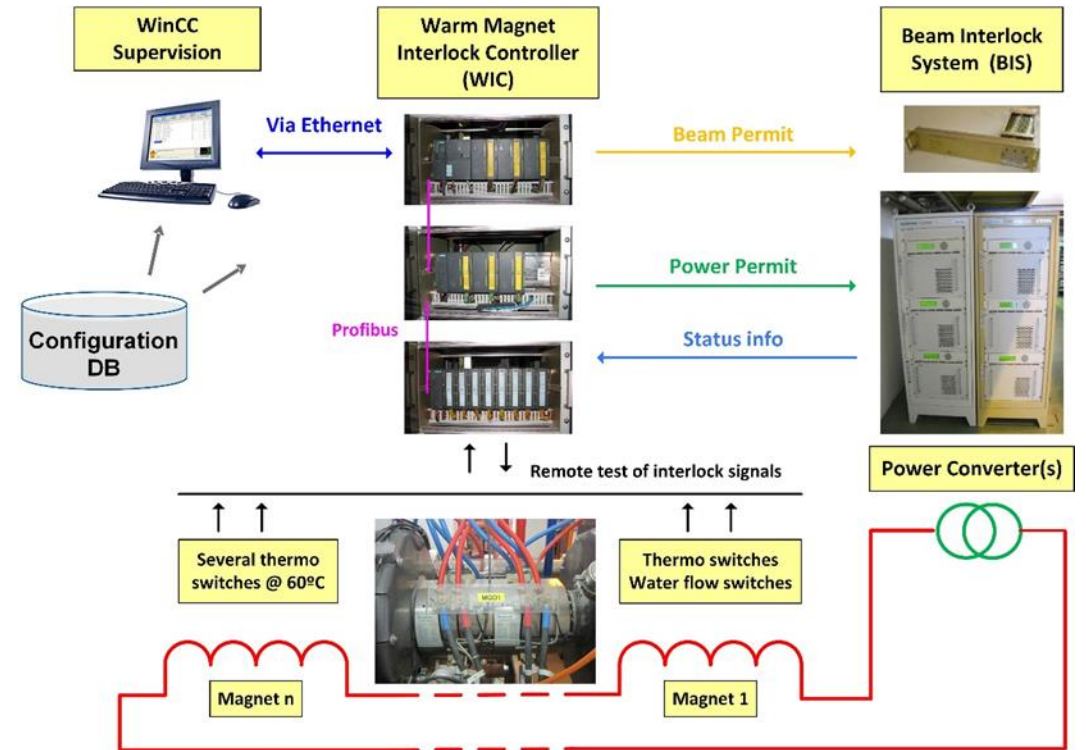 WinCC
Supervision
Warm Magnet
Interlock Controller
(WIC)
Beam Interlock
System (BIS)
Via Ethernet
Beam Permit
Power Permit
Profibus
Status info
Configuration
DB
Remote test of interlock signals
Power Converter(s)
Several thermo
switches @ 60ºC
Thermo switches
Water flow switches
Magnet n
Magnet 1